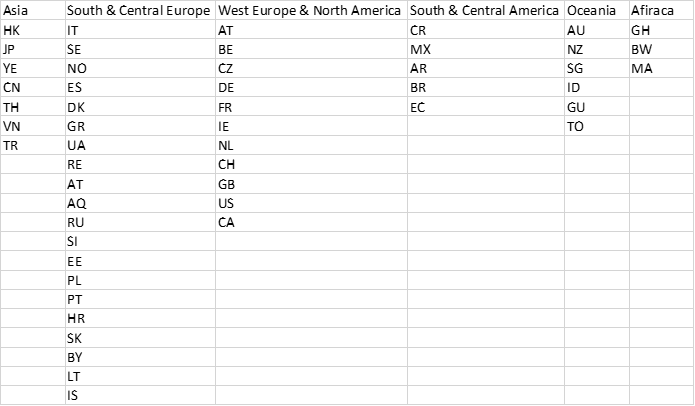 Asia South & Central Europe West Europe & North America South & Central America Oceania Afiraca
HK IT AT CR AU GH
JP SE BE MX NZ BW
YE NO CZ AR SG MA
CN ES DE BR ID
TH DK FR EC GU
VN GR IE TO
TR UA NL
RE CH
AT GB
AQ US
RU CA
SI
EE
PL
PT
HR
SK
BY
LT
IS